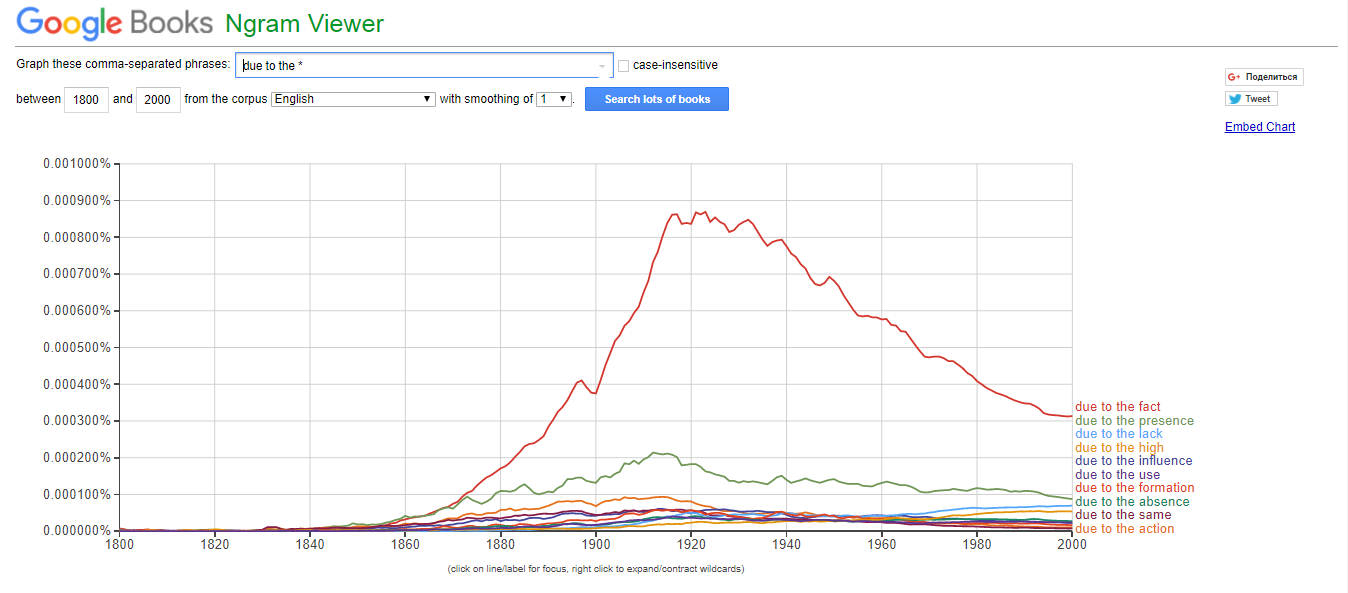 Google Books Ngram Viewer
Graph these comma-separated phrases: due to the * case-insensitive
between 1800 and 2000 from the corpus English with smoothing of 1 . Search lots of books
G+ Поделиться
Tweet
Embed Chart
0.001000%
0.000900%
0.000800%
0.000700%
0.000600%
0.000500%
0.000400%
0.000300%
0.000200%
0.000100%
0.000000%
due to the fact
due to the presence
due to the lack
due to the high
due to the influence
due to the use
due to the formation
due to the absence
due to the same
due to the action
1800 1820 1840 1860 1880 1900 1920 1940 1960 1980 2000
(click on line/label for focus, right click to expand/contract wildcards)